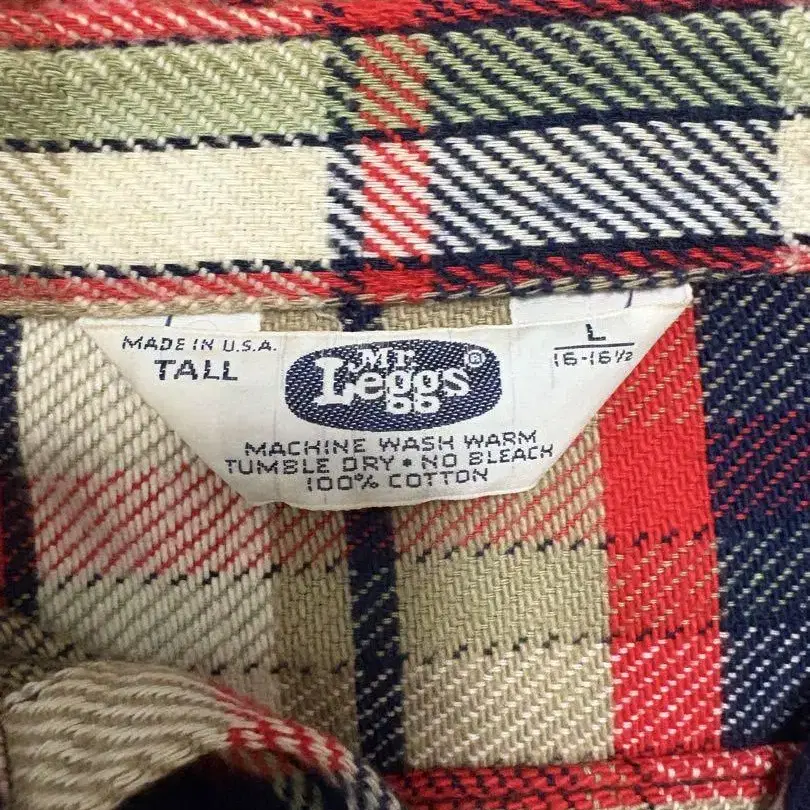 MADE IN U.S.A.
TALL
Mr.
Leggs®
L
16-16½
MACHINE WASH WARM
TUMBLE DRY • NO BLEACH
100% COTTON